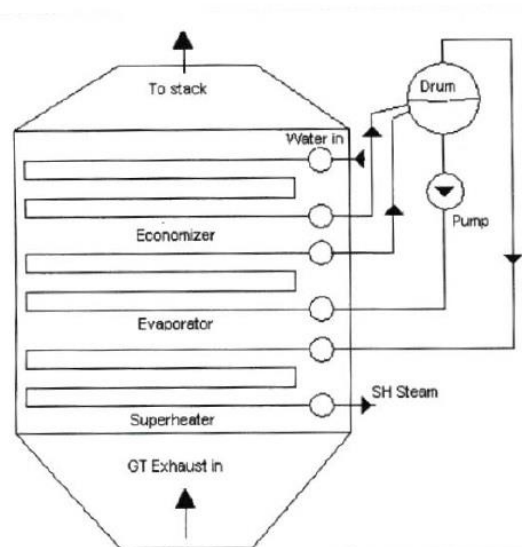 To stack
Drum
Water in
Pump
Economizer
Evaporator
SH Steam
Superheater
GT Exhaust in